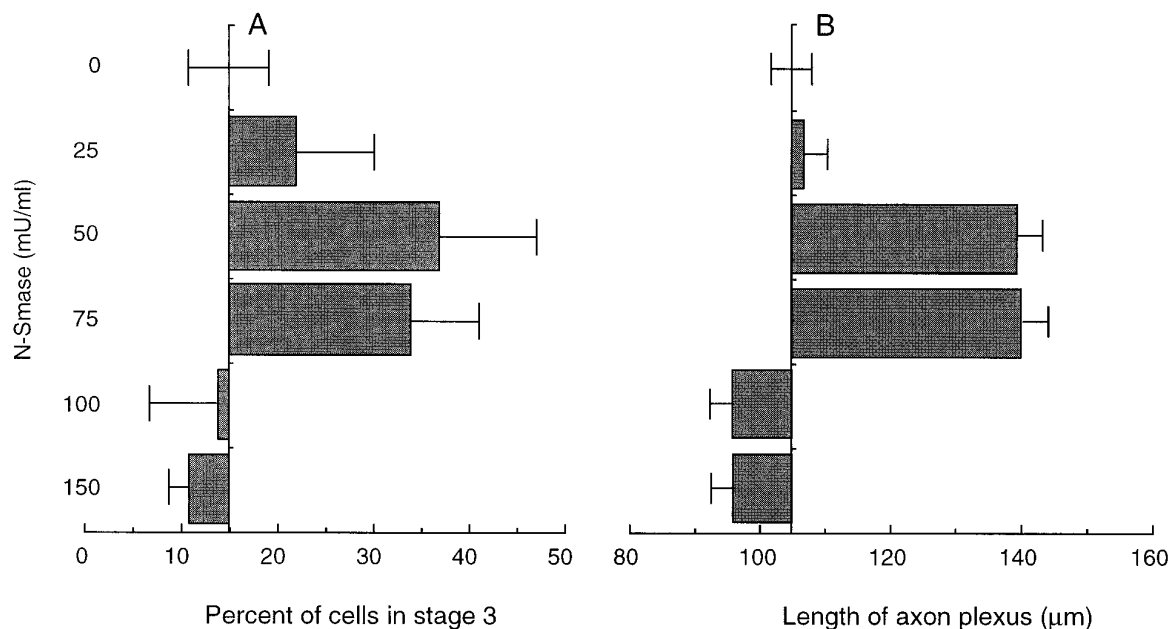 A B
0
25
50
75
100
150
N-Smase (mU/ml)
0 10 20 30 40 50 80 100 120 140 160
Percent of cells in stage 3 Length of axon plexus (μm)